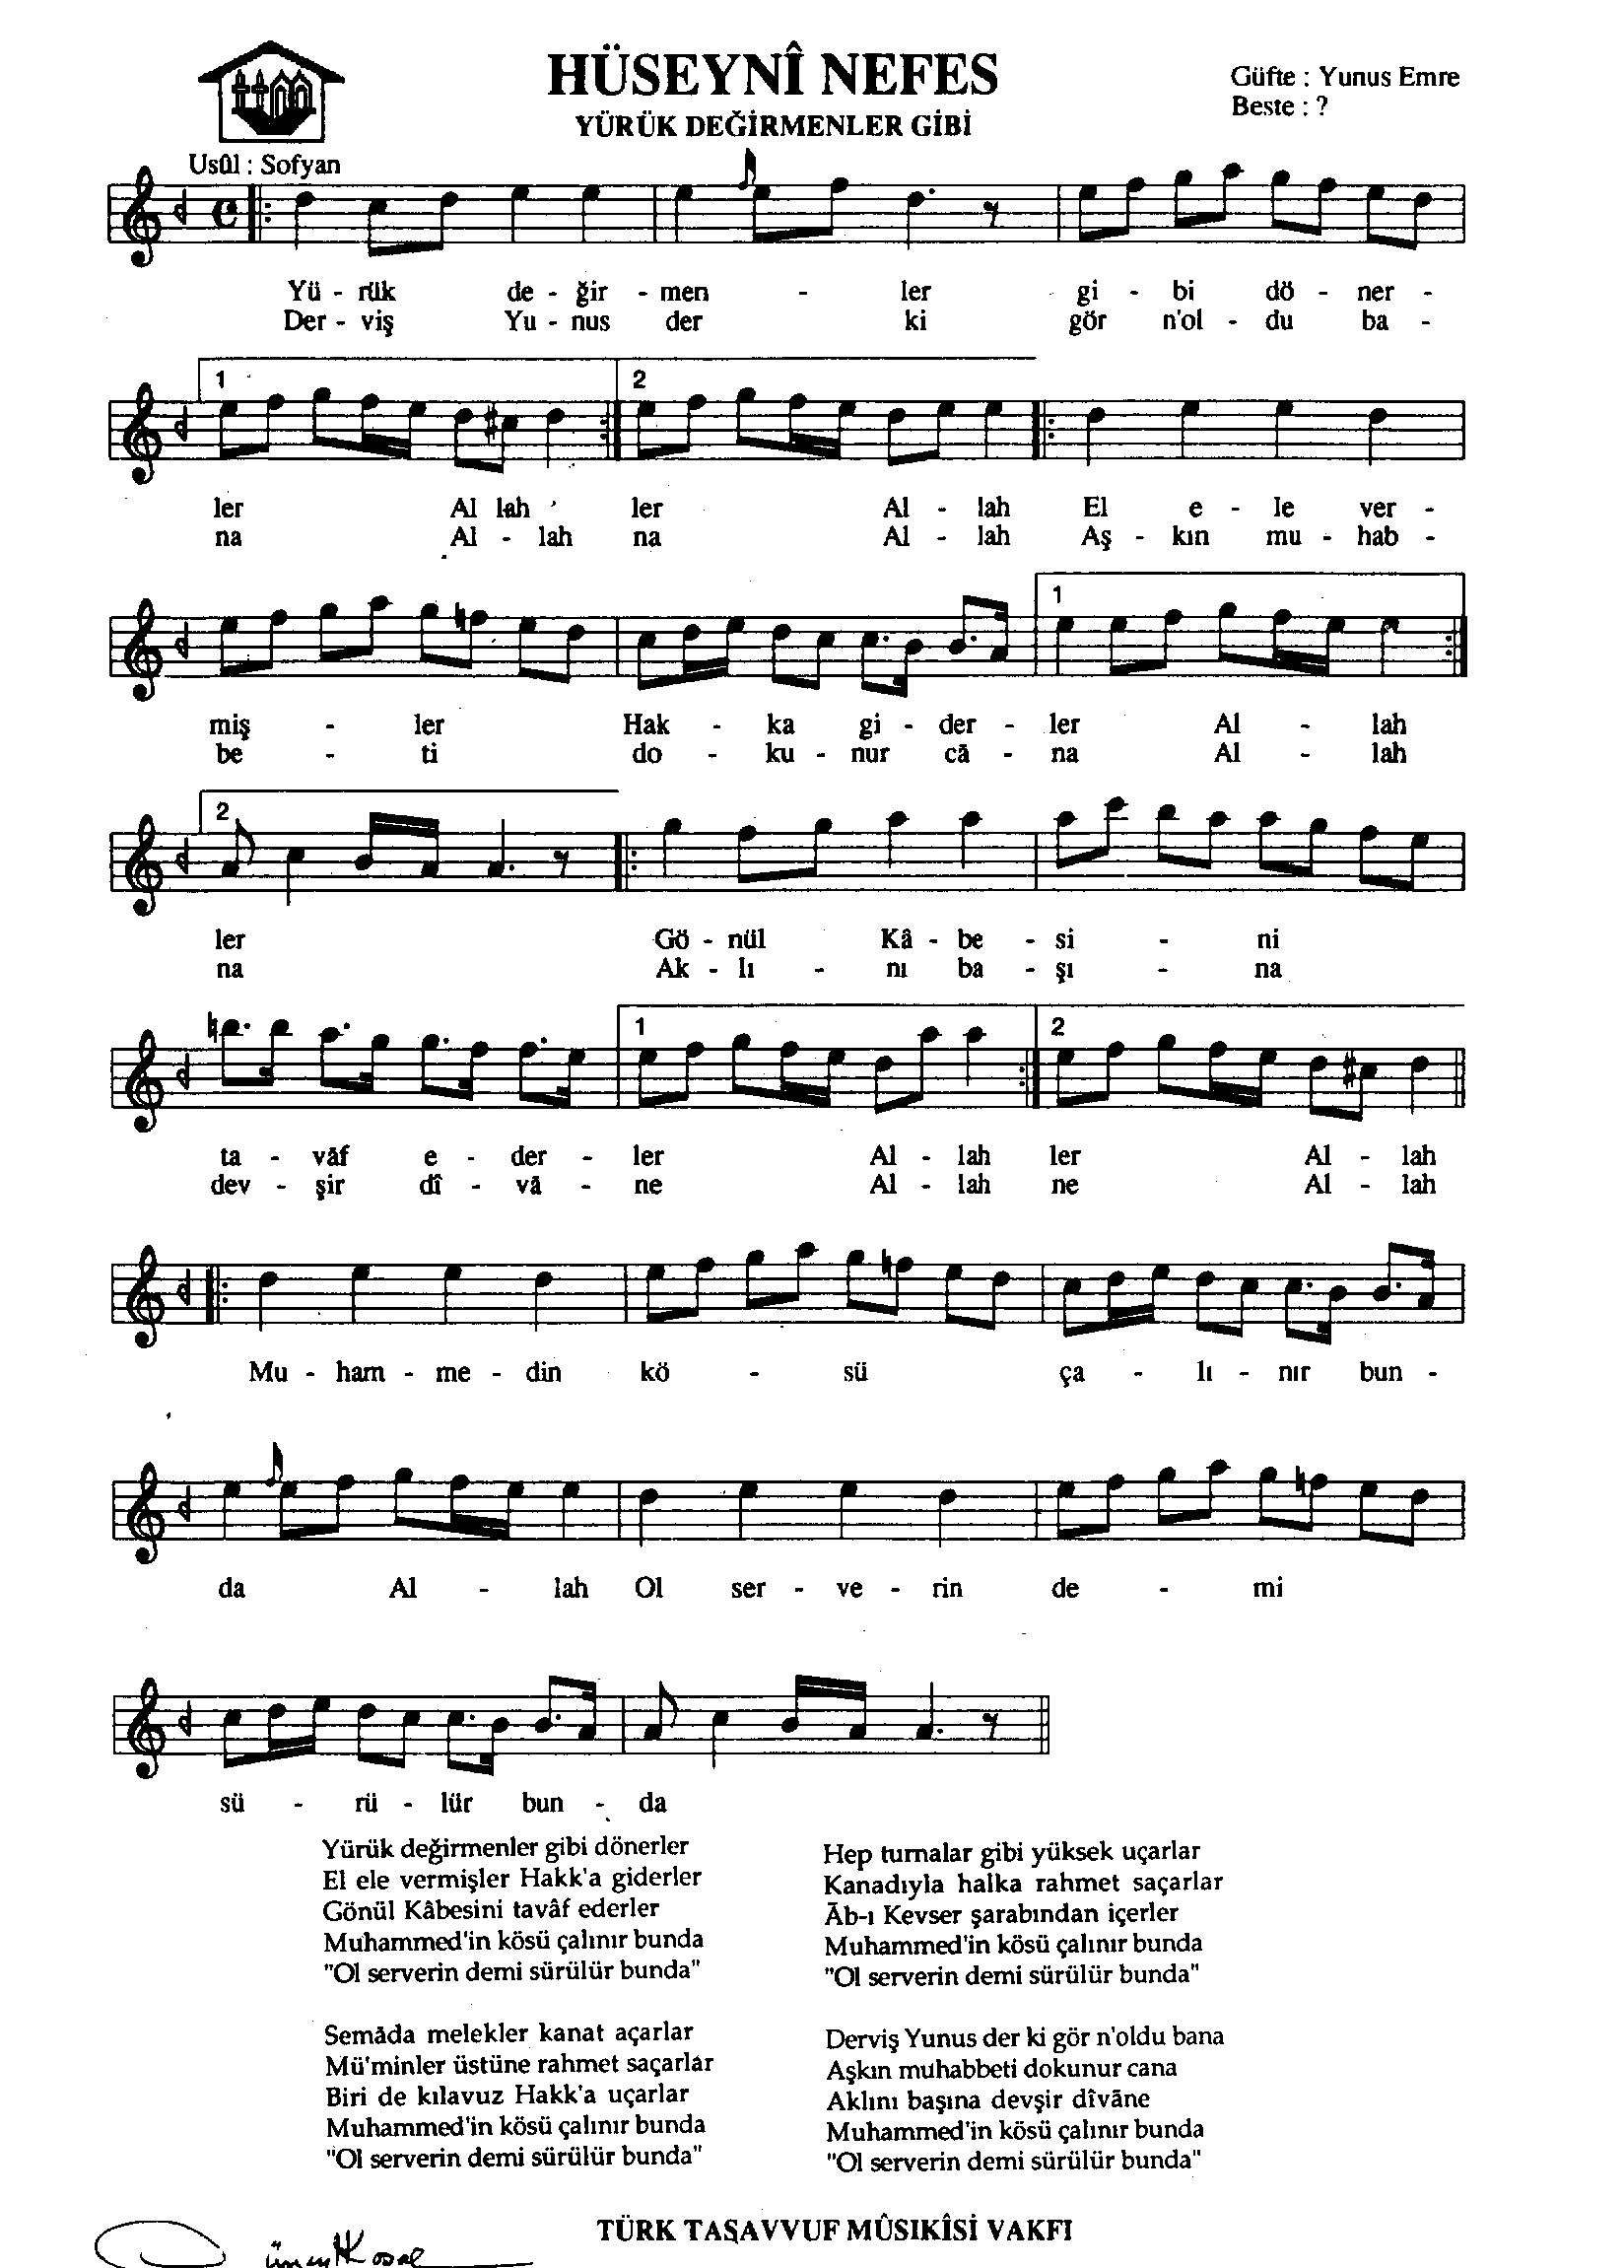 HÜSEYNÎ NEFES
YÜRÜK DEĞİRMENLER GİBİ
Güfte : Yunus Emre
Beste : ?
Usûl : Sofyan
Yü - rük de - ğir - men - ler gi - bi dö - ner -
Der - viş Yu - nus der ki gör n'ol - du ba -
1 2
ler Al lah ler Al - lah El e - le ver -
na Al - lah na Al - lah Aş - kın mu - hab -
1
miş - ler Hak - ka gi - der - ler Al - lah
be - ti do - ku - nur cā - na Al - lah
2
ler Gö - nül Kâ - be - si - ni
na Ak - lı - nı ba - şı - na
1 2
ta - vāf e - der - ler Al - lah ler Al - lah
dev - şir dî - vā - ne Al - lah ne Al - lah
Mu - ham - me - din kö - sü ça - lı - nır bun -
da Al - lah Ol ser - ve - rin de - mi
sü - rü - lür bun - da
Yürük değirmenler gibi dönerler
El ele vermişler Hakk'a giderler
Gönül Kâbesini tavâf ederler
Muhammed'in kösü çalınır bunda
"Ol serverin demi sürülür bunda"
Semāda melekler kanat açarlar
Mü'minler üstüne rahmet saçarlar
Biri de kılavuz Hakk'a uçarlar
Muhammed'in kösü çalınır bunda
"Ol serverin demi sürülür bunda"
Hep turnalar gibi yüksek uçarlar
Kanadıyla halka rahmet saçarlar
Āb-ı Kevser şarabından içerler
Muhammed'in kösü çalınır bunda
"Ol serverin demi sürülür bunda"
Derviş Yunus der ki gör n'oldu bana
Aşkın muhabbeti dokunur cana
Aklını başına devşir dîvāne
Muhammed'in kösü çalınır bunda
"Ol serverin demi sürülür bunda"
TÜRK TASAVVUF MÛSIKÎSİ VAKFI